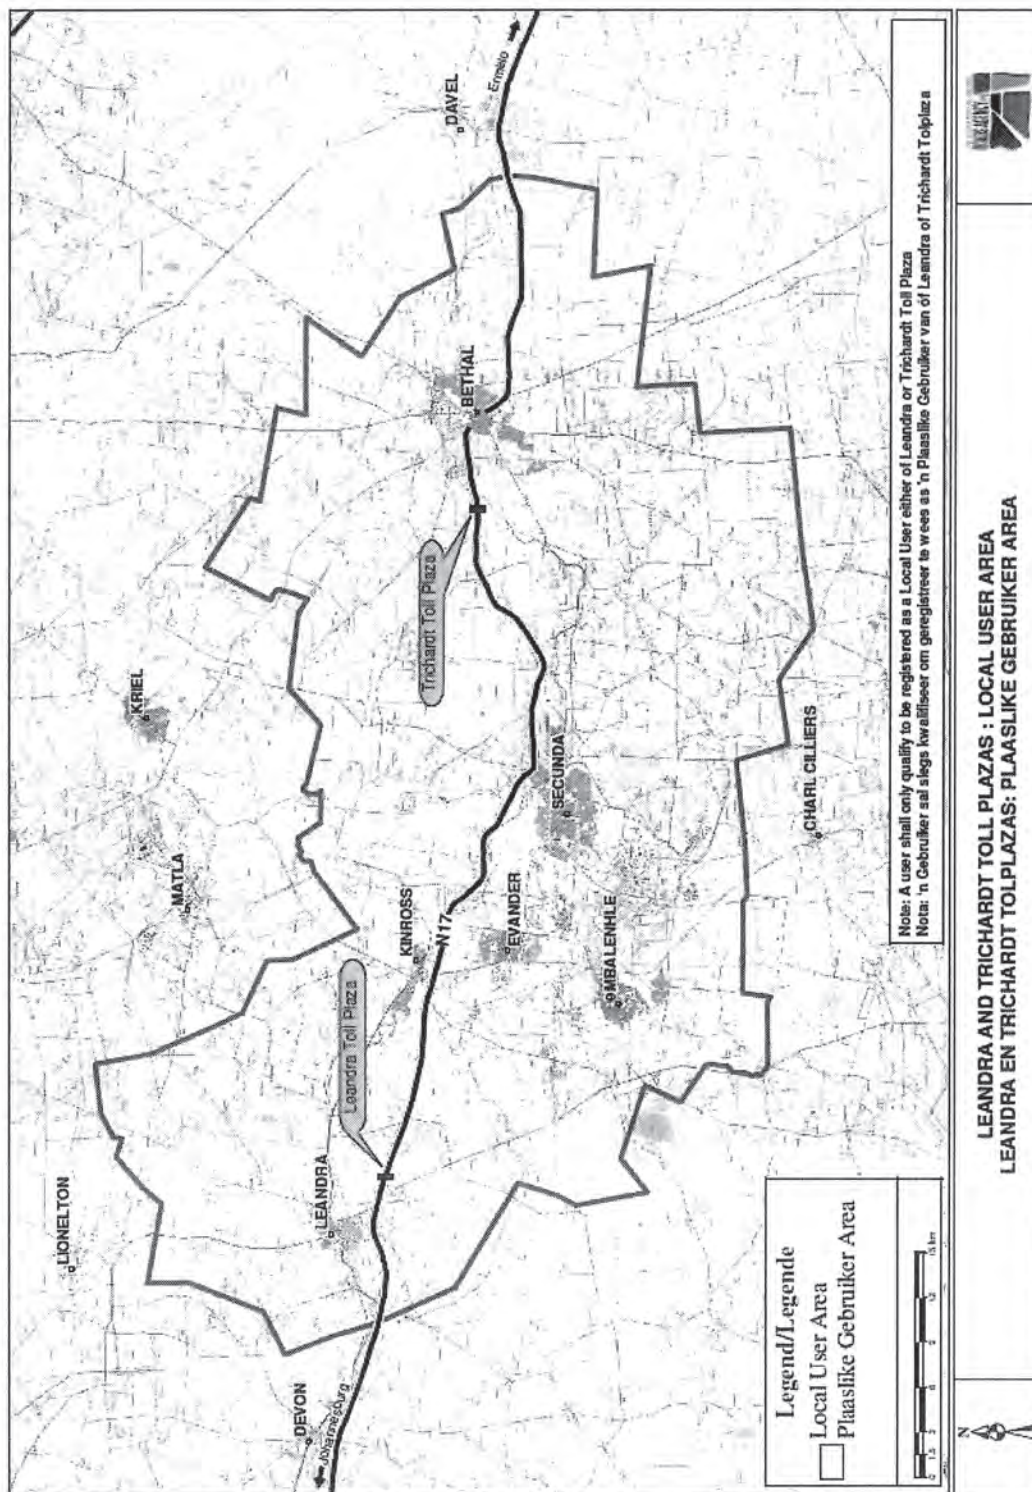 LIONELTON
MATLA
KRIEL
DEVON
Johannesburg
LEANDRA
Leandra Toll Plaza
KINROSS
N17
Trichardt Toll Plaza
BETHAL
DAVEL
Ermelo
EVANDER
SECUNDA
MBALENHLE
CHARL CILLIERS
Legend/Legende
Local User Area
Plaaslike Gebruiker Area
Note: A user shall only qualify to be registered as a Local User either of Leandra or Trichardt Toll Plaza
Nota: 'n Gebruiker sal slegs kwalifiseer om geregistreer te wees as 'n Plaaslike Gebruiker van óf Leandra of Trichardt Tolplaza
N
LEANDRA AND TRICHARDT TOLL PLAZAS : LOCAL USER AREA
LEANDRA EN TRICHARDT TOLPLAZAS: PLAASLIKE GEBRUIKER AREA